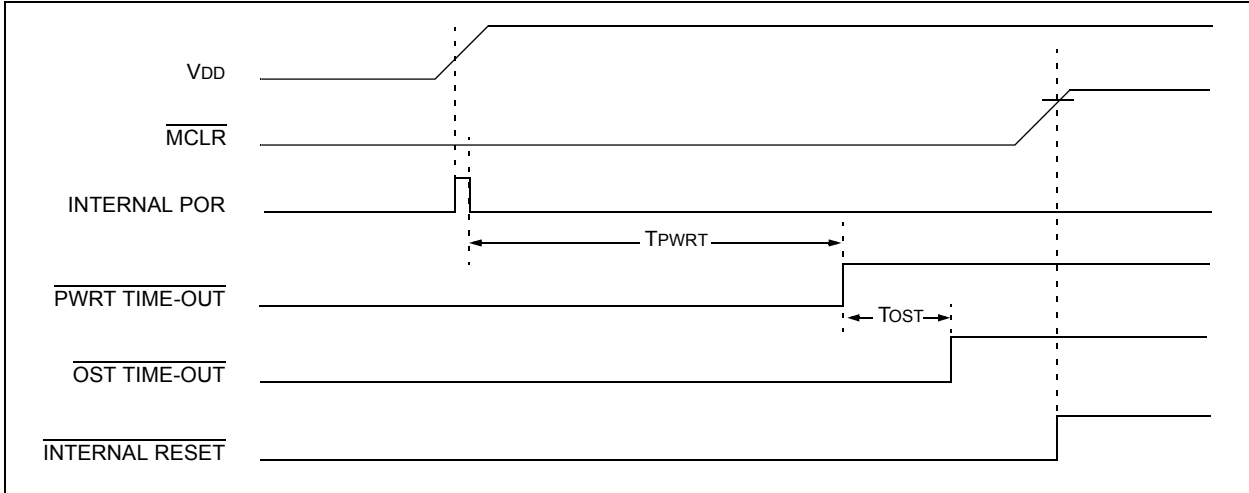 VDD
MCLR
INTERNAL POR
TPWRT
PWRT TIME-OUT
TOST
OST TIME-OUT
INTERNAL RESET